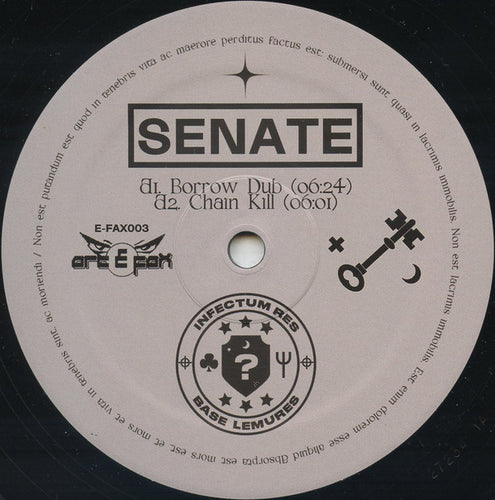 Non est putandum est quod in tenebris vita ac maerore perditus factus est: submersi sunt quasi in lacrimis immobilis. Non est lacrimis immobilis. Est enim dolorem esse aliquid Absorpta est mors et mors et vita in tenebris sint. ac moriendi /
SENATE
A1. Borrow Dub (06:24)
A2. Chain Kill (06:01)
E-FAX003
art E fax
INFECTUM RES
?
BASE LEMURES